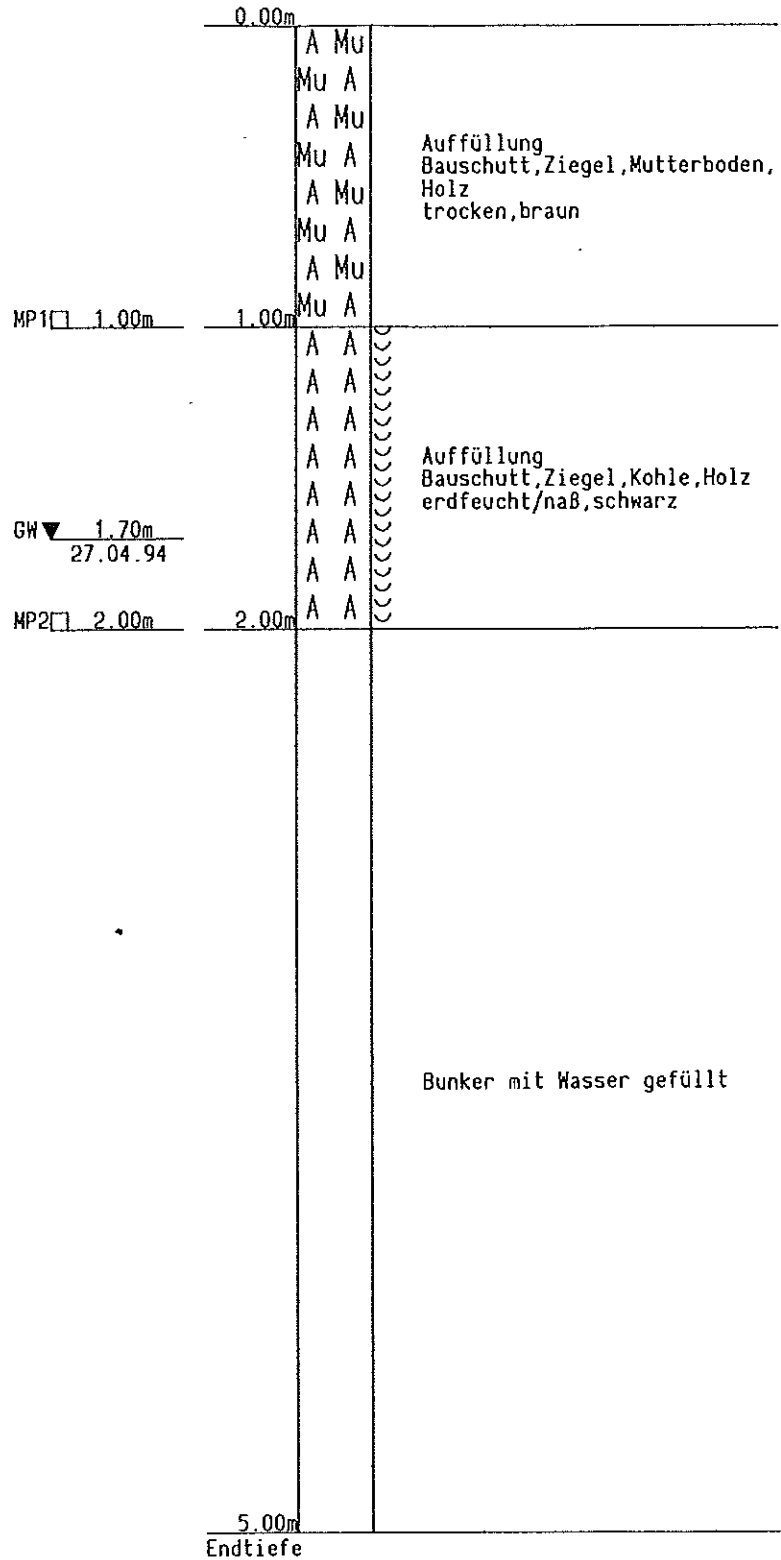 0.00m
A Mu
Mu A
A Mu
Mu A
A Mu
Mu A
A Mu
Mu A
Auffüllung
Bauschutt,Ziegel,Mutterboden,
Holz
trocken,braun
MP1 1.00m 1.00m
A A
A A
A A
A A
A A
A A
A A
A A
Auffüllung
Bauschutt,Ziegel,Kohle,Holz
erdfeucht/naß,schwarz
GW 1.70m
27.04.94
MP2 2.00m 2.00m
Bunker mit Wasser gefüllt
5.00m
Endtiefe